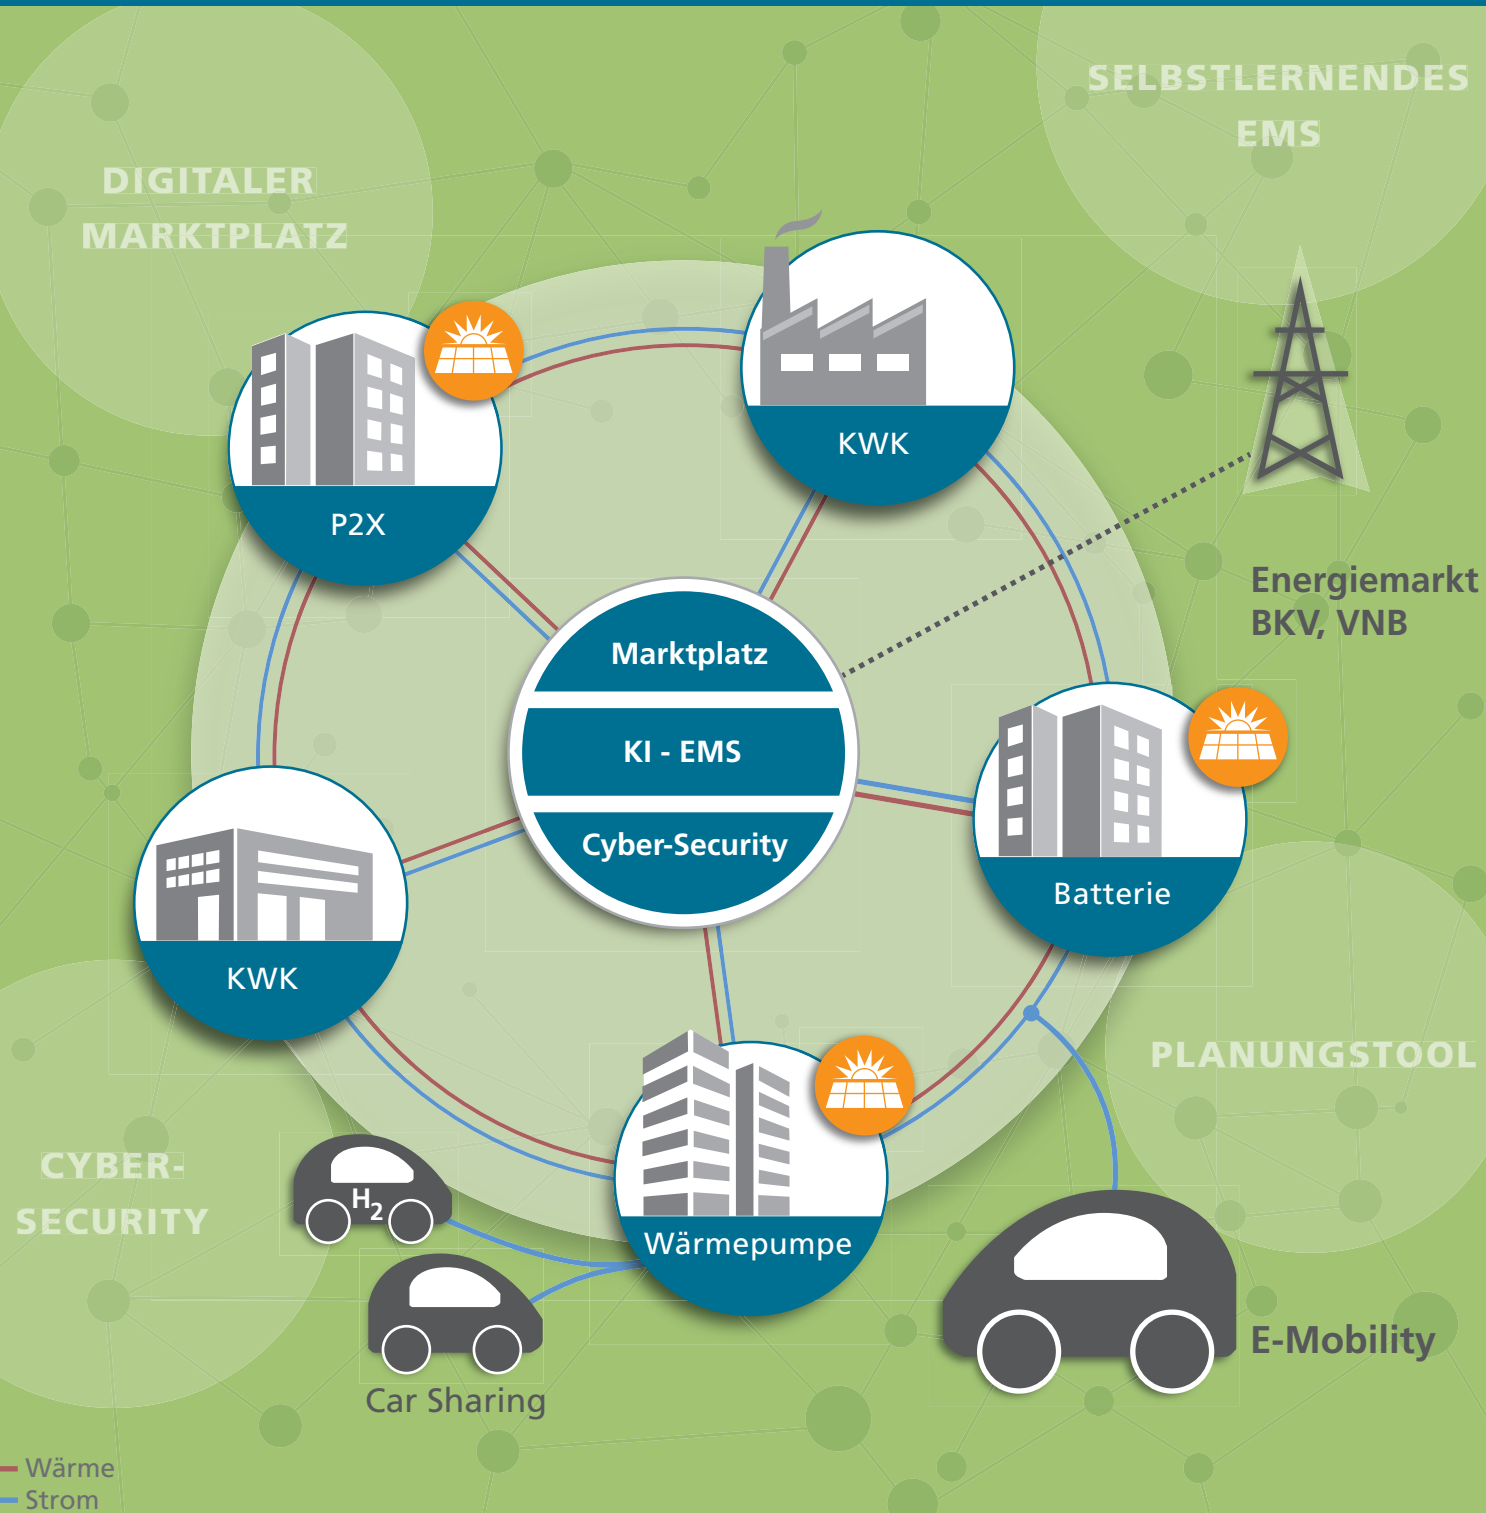 SELBSTLERNENDES
EMS
DIGITALER
MARKTPLATZ
KWK
P2X
Energiemarkt
BKV, VNB
Marktplatz
KI - EMS
Cyber-Security
Batterie
KWK
PLANUNGSTOOL
CYBER-
SECURITY
H2
Wärmepumpe
E-Mobility
Car Sharing
Wärme
Strom